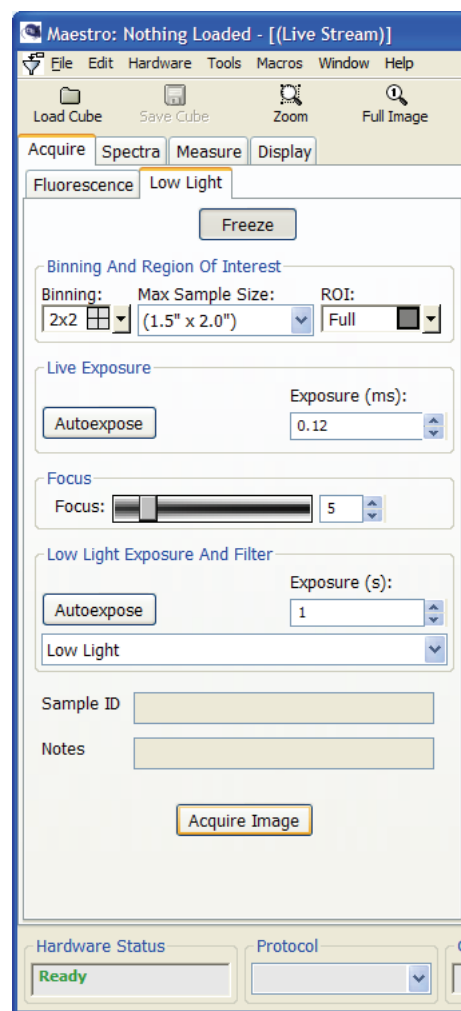 Maestro: Nothing Loaded - [(Live Stream)]
File Edit Hardware Tools Macros Window Help
Load Cube Save Cube Zoom Full Image
Acquire Spectra Measure Display
Fluorescence Low Light
Freeze
Binning And Region Of Interest
Binning: Max Sample Size: ROI:
2x2 (1.5" x 2.0") Full
Live Exposure
Exposure (ms):
Autoexpose 0.12
Focus
Focus: 5
Low Light Exposure And Filter
Exposure (s):
Autoexpose 1
Low Light
Sample ID
Notes
Acquire Image
Hardware Status Protocol
Ready